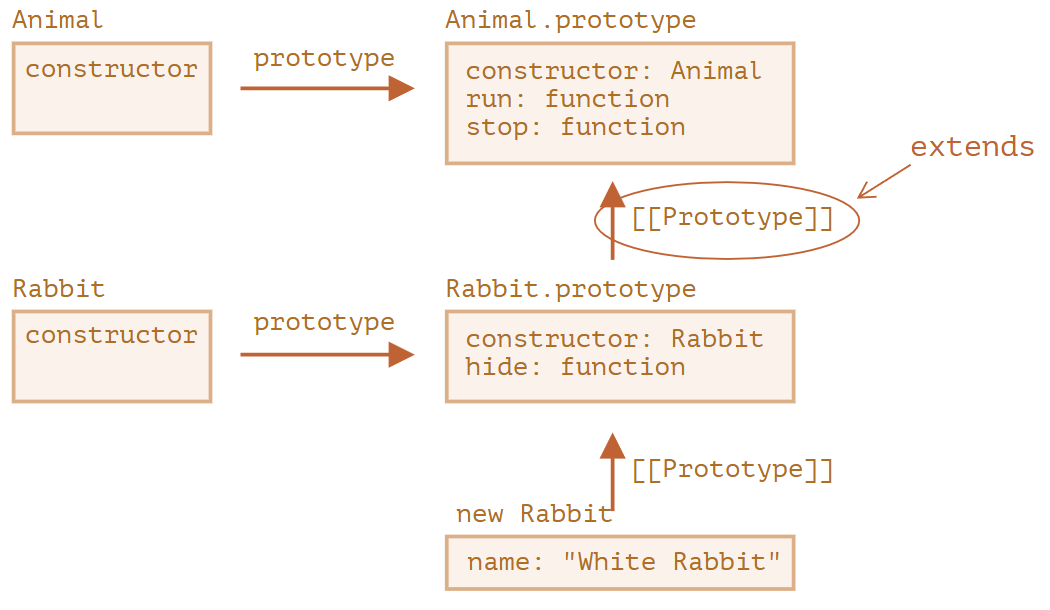 Animal
constructor
prototype
Animal.prototype
constructor: Animal
run: function
stop: function
extends
[[Prototype]]
Rabbit
constructor
prototype
Rabbit.prototype
constructor: Rabbit
hide: function
[[Prototype]]
new Rabbit
name: "White Rabbit"